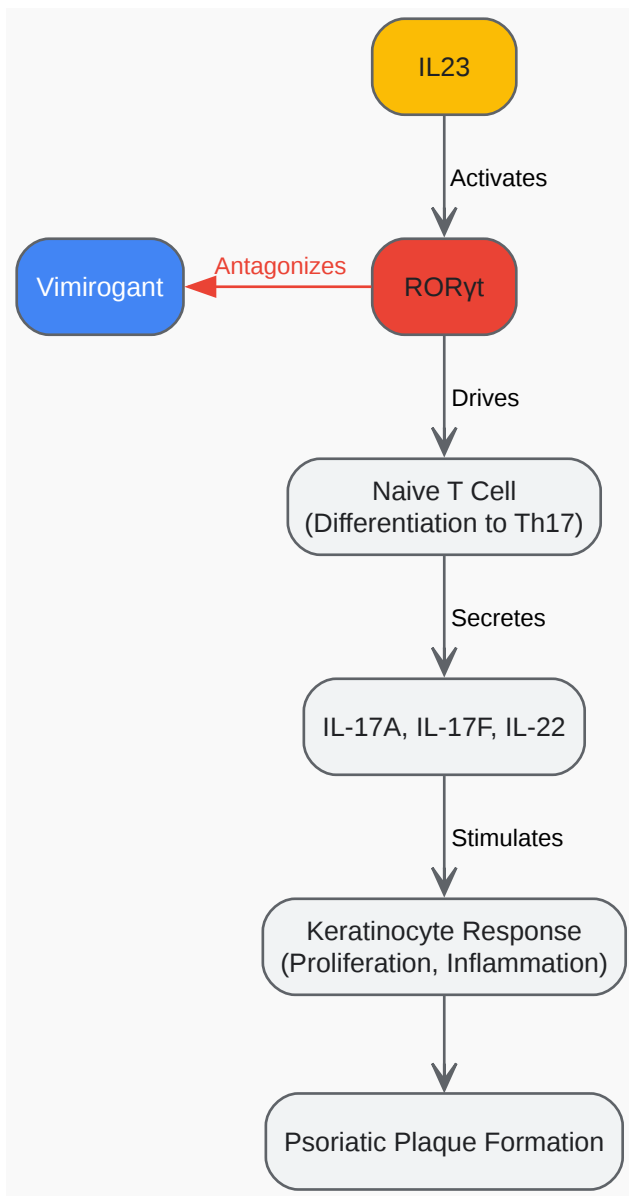 IL23
Activates
Antagonizes
Vimirogant
RORγt
Drives
Naive T Cell
(Differentiation to Th17)
Secretes
IL-17A, IL-17F, IL-22
Stimulates
Keratinocyte Response
(Proliferation, Inflammation)
Psoriatic Plaque Formation